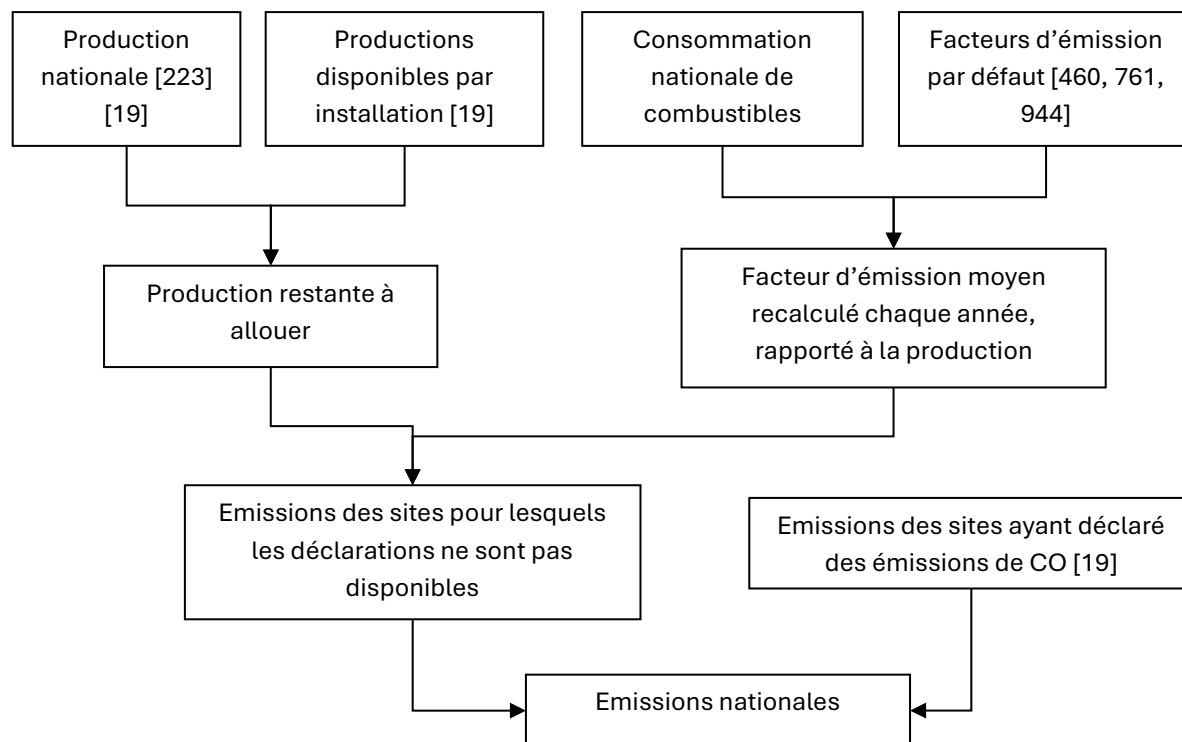 Production
nationale [223]
[19]
Productions
disponibles par
installation [19]
Consommation
nationale de
combustibles
Facteurs d’émission
par défaut [460, 761,
944]
Production restante à
allouer
Facteur d’émission moyen
recalculé chaque année,
rapporté à la production
Emissions des sites pour lesquels
les déclarations ne sont pas
disponibles
Emissions des sites ayant déclaré
des émissions de CO [19]
Emissions nationales